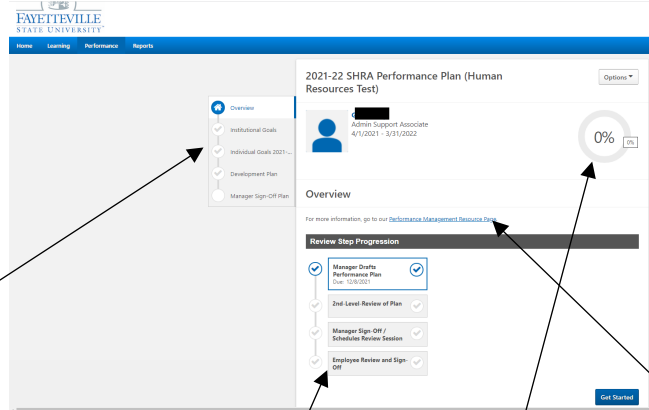 FAYETTEVILLE
STATE UNIVERSITY
Home Learning Performance Reports
2021-22 SHRA Performance Plan (Human
Resources Test)
Options
Overview
Institutional Goals
Individual Goals 2021-...
Development Plan
Manager Sign-Off Plan
Admin Support Associate
4/1/2021 - 3/31/2022
0%
0%
Overview
For more information, go to our Performance Management Resource Page.
Review Step Progression
Manager Drafts
Performance Plan
Due: 12/8/2021
2nd-Level-Review of Plan
Manager Sign-Off /
Schedules Review Session
Employee Review and Sign-
Off
Get Started